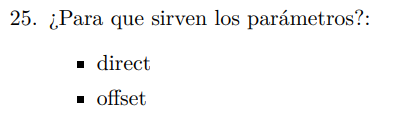 25. ¿Para que sirven los parámetros?:
▪ direct
▪ offset